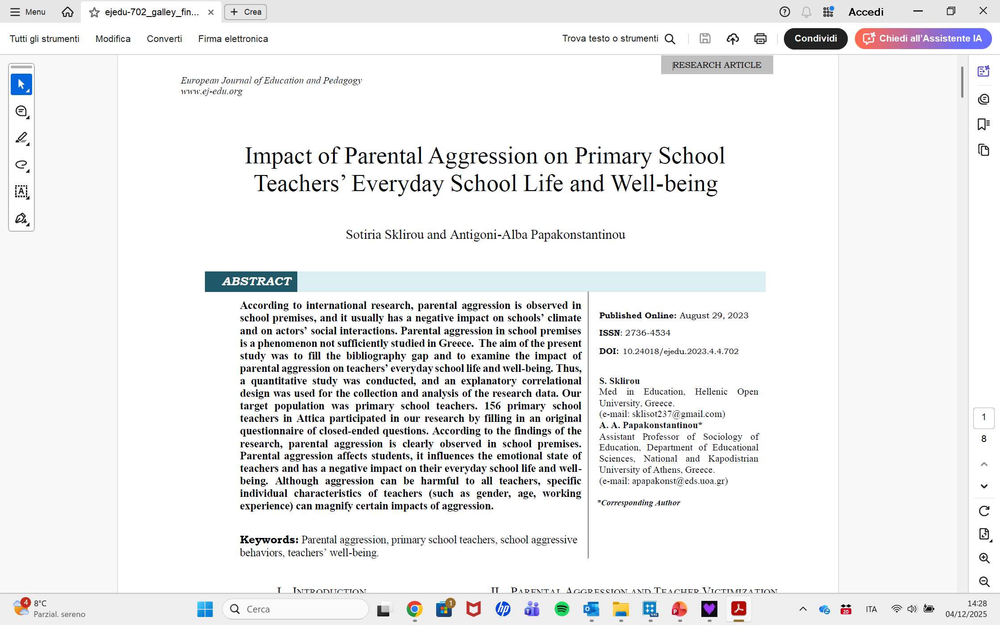 Menu
ejedu-702_galley_fin...
Crea
Accedi
Tutti gli strumenti
Modifica
Converti
Firma elettronica
Trova testo o strumenti
Condividi
Chiedi all’Assistente IA
RESEARCH ARTICLE
European Journal of Education and Pedagogy
www.ej-edu.org
Impact of Parental Aggression on Primary School
Teachers’ Everyday School Life and Well-being
Sotiria Sklirou and Antigoni-Alba Papakonstantinou
ABSTRACT
According to international research, parental aggression is observed in
school premises, and it usually has a negative impact on schools’ climate
and on actors’ social interactions. Parental aggression in school premises
is a phenomenon not sufficiently studied in Greece. The aim of the present
study was to fill the bibliography gap and to examine the impact of
parental aggression on teachers’ everyday school life and well-being. Thus,
a quantitative study was conducted, and an explanatory correlational
design was used for the collection and analysis of the research data. Our
target population was primary school teachers. 156 primary school
teachers in Attica participated in our research by filling in an original
questionnaire of closed-ended questions. According to the findings of the
research, parental aggression is clearly observed in school premises.
Parental aggression affects students, it influences the emotional state of
teachers and has a negative impact on their everyday school life and well-
being. Although aggression can be harmful to all teachers, specific
individual characteristics of teachers (such as gender, age, working
experience) can magnify certain impacts of aggression.
Keywords: Parental aggression, primary school teachers, school aggressive
behaviors, teachers’ well-being.
Published Online: August 29, 2023
ISSN: 2736-4534
DOI: 10.24018/ejedu.2023.4.4.702
S. Sklirou
Med in Education, Hellenic Open
University, Greece.
(e-mail: sklisot237@gmail.com)
A. A. Papakonstantinou*
Assistant Professor of Sociology of
Education, Department of Educational
Sciences, National and Kapodistrian
University of Athens, Greece.
(e-mail: apapakonst@eds.uoa.gr)
*Corresponding Author
I. INTRODUCTION
II. PARENTAL AGGRESSION AND TEACHER VICTIMIZATION
1
8
4
8°C
Parzial. sereno
Cerca
1
hp
T
O
N15
P
20
ITA
14:28
04/12/2025